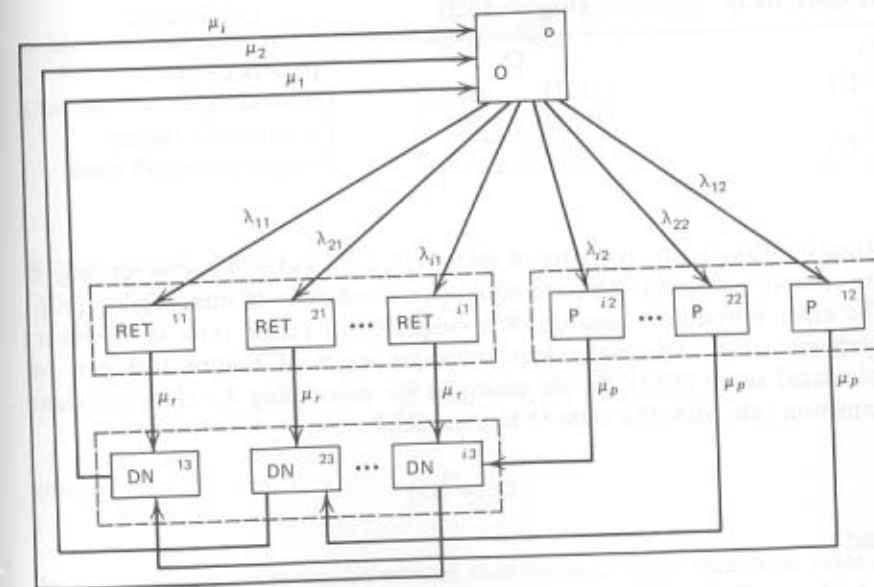 μi
μ2
μ1
o
O
λ11
λ21
λi1
λi2
λ22
λ12
RET 11
RET 21
•••
RET i1
P i2
•••
P 22
P 12
μr
μr
μr
μp
μp
μp
DN 13
DN 23
•••
DN i3